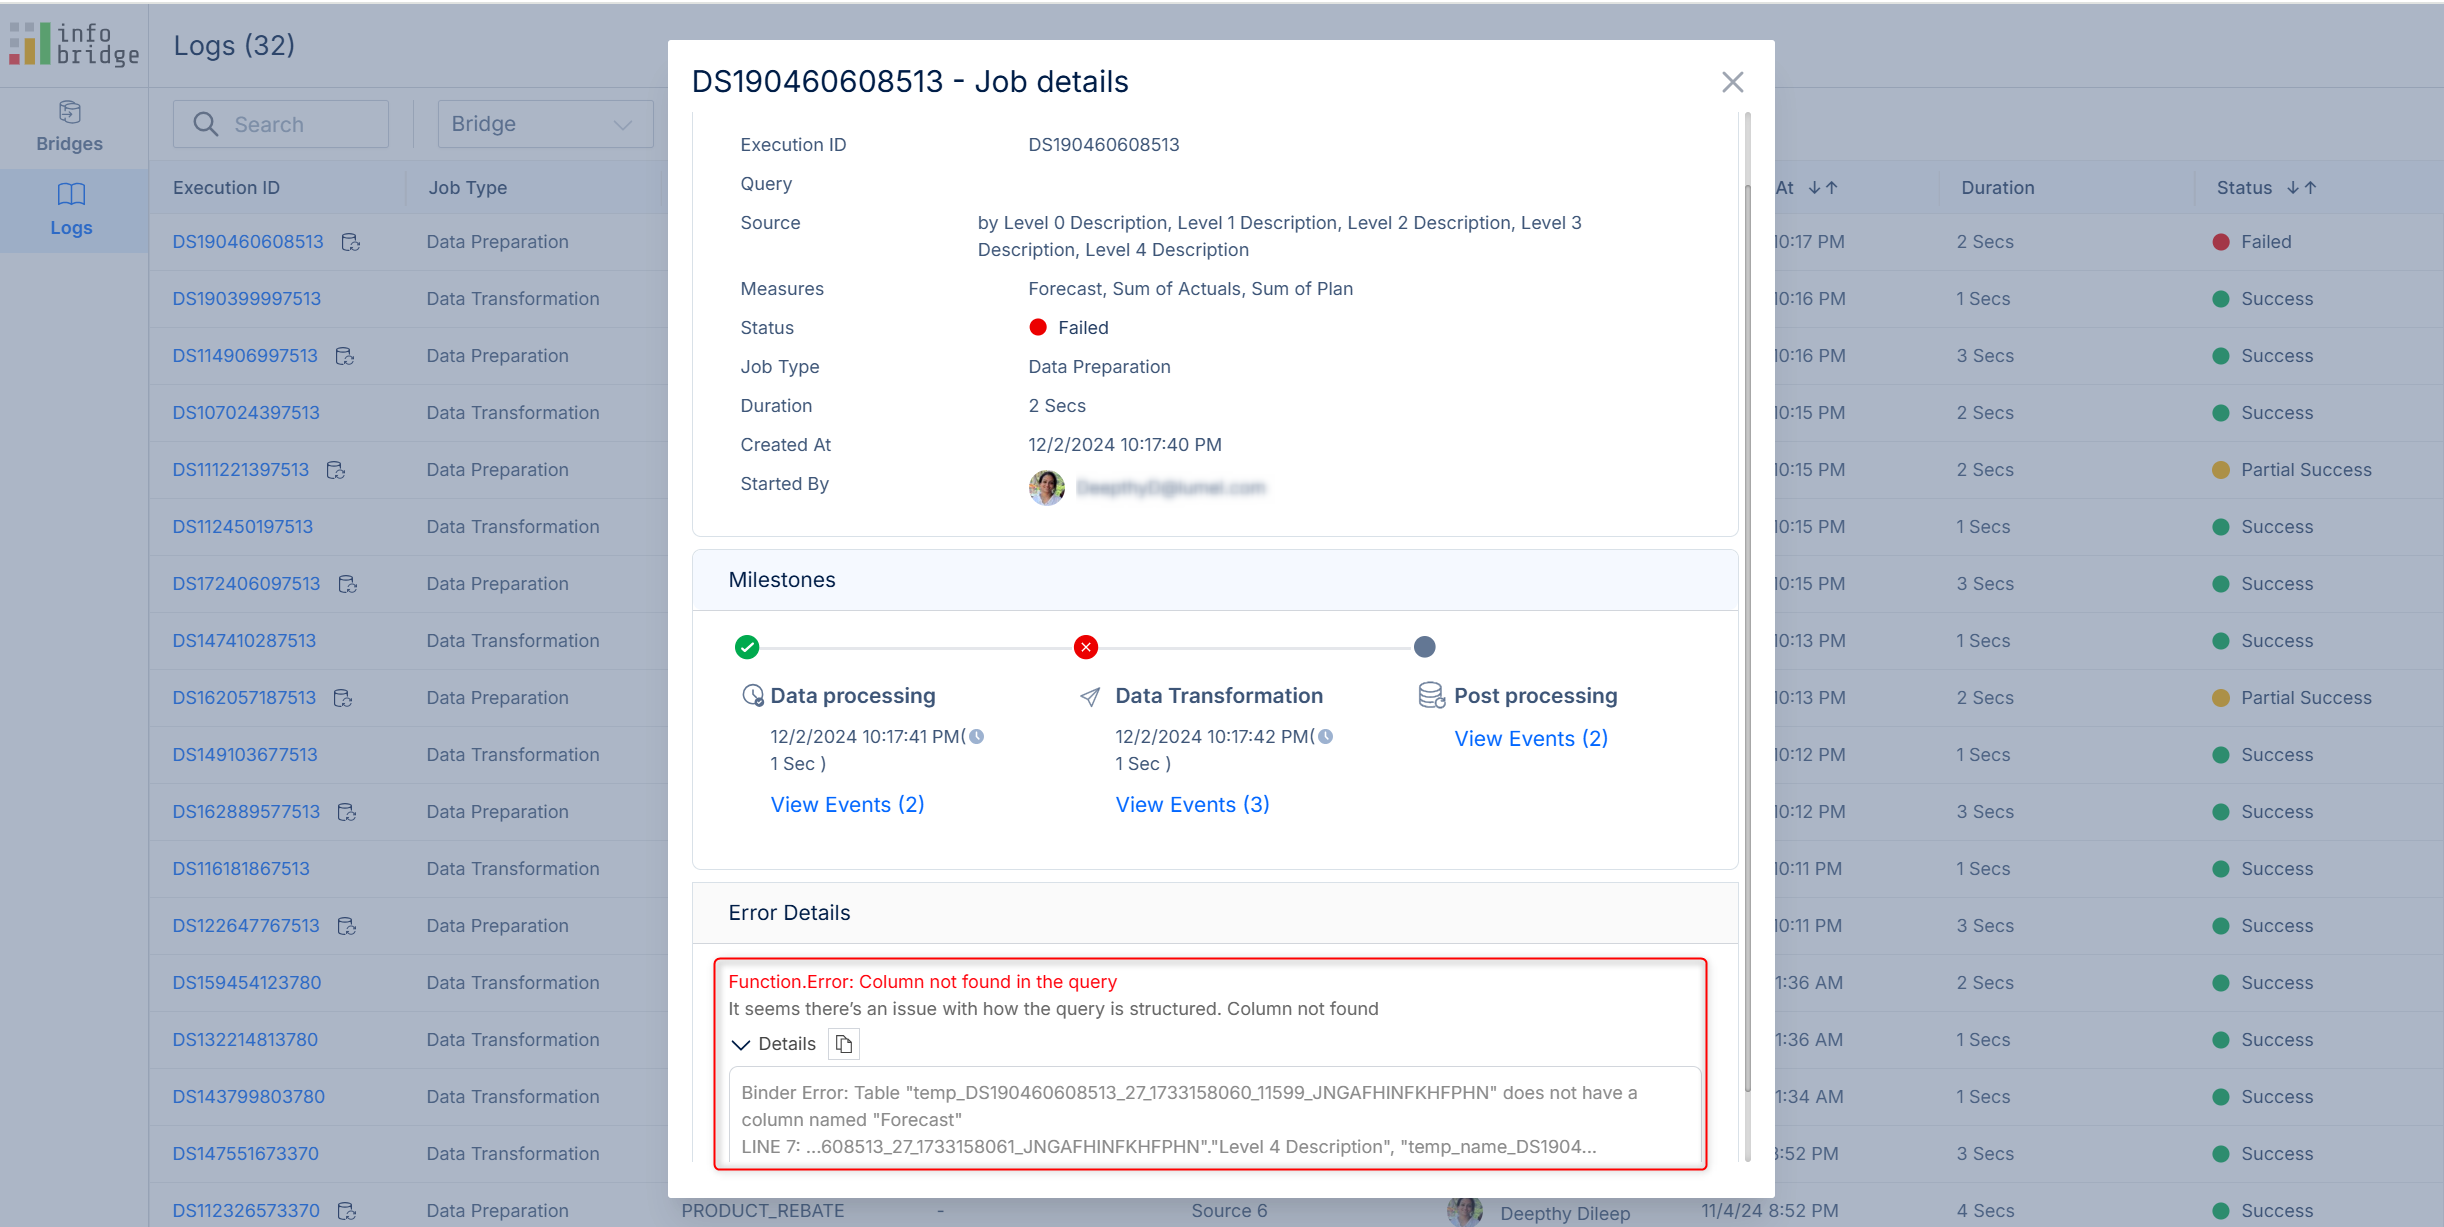 info
bridge
Logs (32)
Search
Bridge
Bridges
Logs
Execution ID Job Type At Duration Status
DS190460608513 Data Preparation 10:17 PM 2 Secs Failed
DS190399997513 Data Transformation 10:16 PM 1 Secs Success
DS114906997513 Data Preparation 10:16 PM 3 Secs Success
DS107024397513 Data Transformation 10:15 PM 2 Secs Success
DS111221397513 Data Preparation 10:15 PM 2 Secs Partial Success
DS112450197513 Data Transformation 10:15 PM 1 Secs Success
DS172406097513 Data Preparation 10:15 PM 3 Secs Success
DS147410287513 Data Transformation 10:13 PM 1 Secs Success
DS162057187513 Data Preparation 10:13 PM 2 Secs Partial Success
DS149103677513 Data Transformation 10:12 PM 1 Secs Success
DS162889577513 Data Preparation 10:12 PM 3 Secs Success
DS116181867513 Data Transformation 10:11 PM 1 Secs Success
DS122647767513 Data Preparation 10:11 PM 3 Secs Success
DS159454123780 Data Transformation 1:36 AM 2 Secs Success
DS132214813780 Data Transformation 1:36 AM 1 Secs Success
DS143799803780 Data Transformation 1:34 AM 1 Secs Success
DS147551673370 Data Transformation 8:52 PM 3 Secs Success
DS112326573370 Data Preparation PRODUCT_REBATE - Source 6 Deepthy Dileep 11/4/24 8:52 PM 4 Secs Success
DS190460608513 - Job details
Execution ID DS190460608513
Query
Source by Level 0 Description, Level 1 Description, Level 2 Description, Level 3
Description, Level 4 Description
Measures Forecast, Sum of Actuals, Sum of Plan
Status Failed
Job Type Data Preparation
Duration 2 Secs
Created At 12/2/2024 10:17:40 PM
Started By
Milestones
Data processing Data Transformation Post processing
12/2/2024 10:17:41 PM( 12/2/2024 10:17:42 PM( View Events (2)
1 Sec ) 1 Sec )
View Events (2) View Events (3)
Error Details
Function.Error: Column not found in the query
It seems there's an issue with how the query is structured. Column not found
Details
Binder Error: Table "temp_DS190460608513_27_1733158060_11599_JNGAFHINFKHFPHN" does not have a
column named "Forecast"
LINE 7: ...608513_27_1733158061_JNGAFHINFKHFPHN"."Level 4 Description", "temp_name_DS1904...